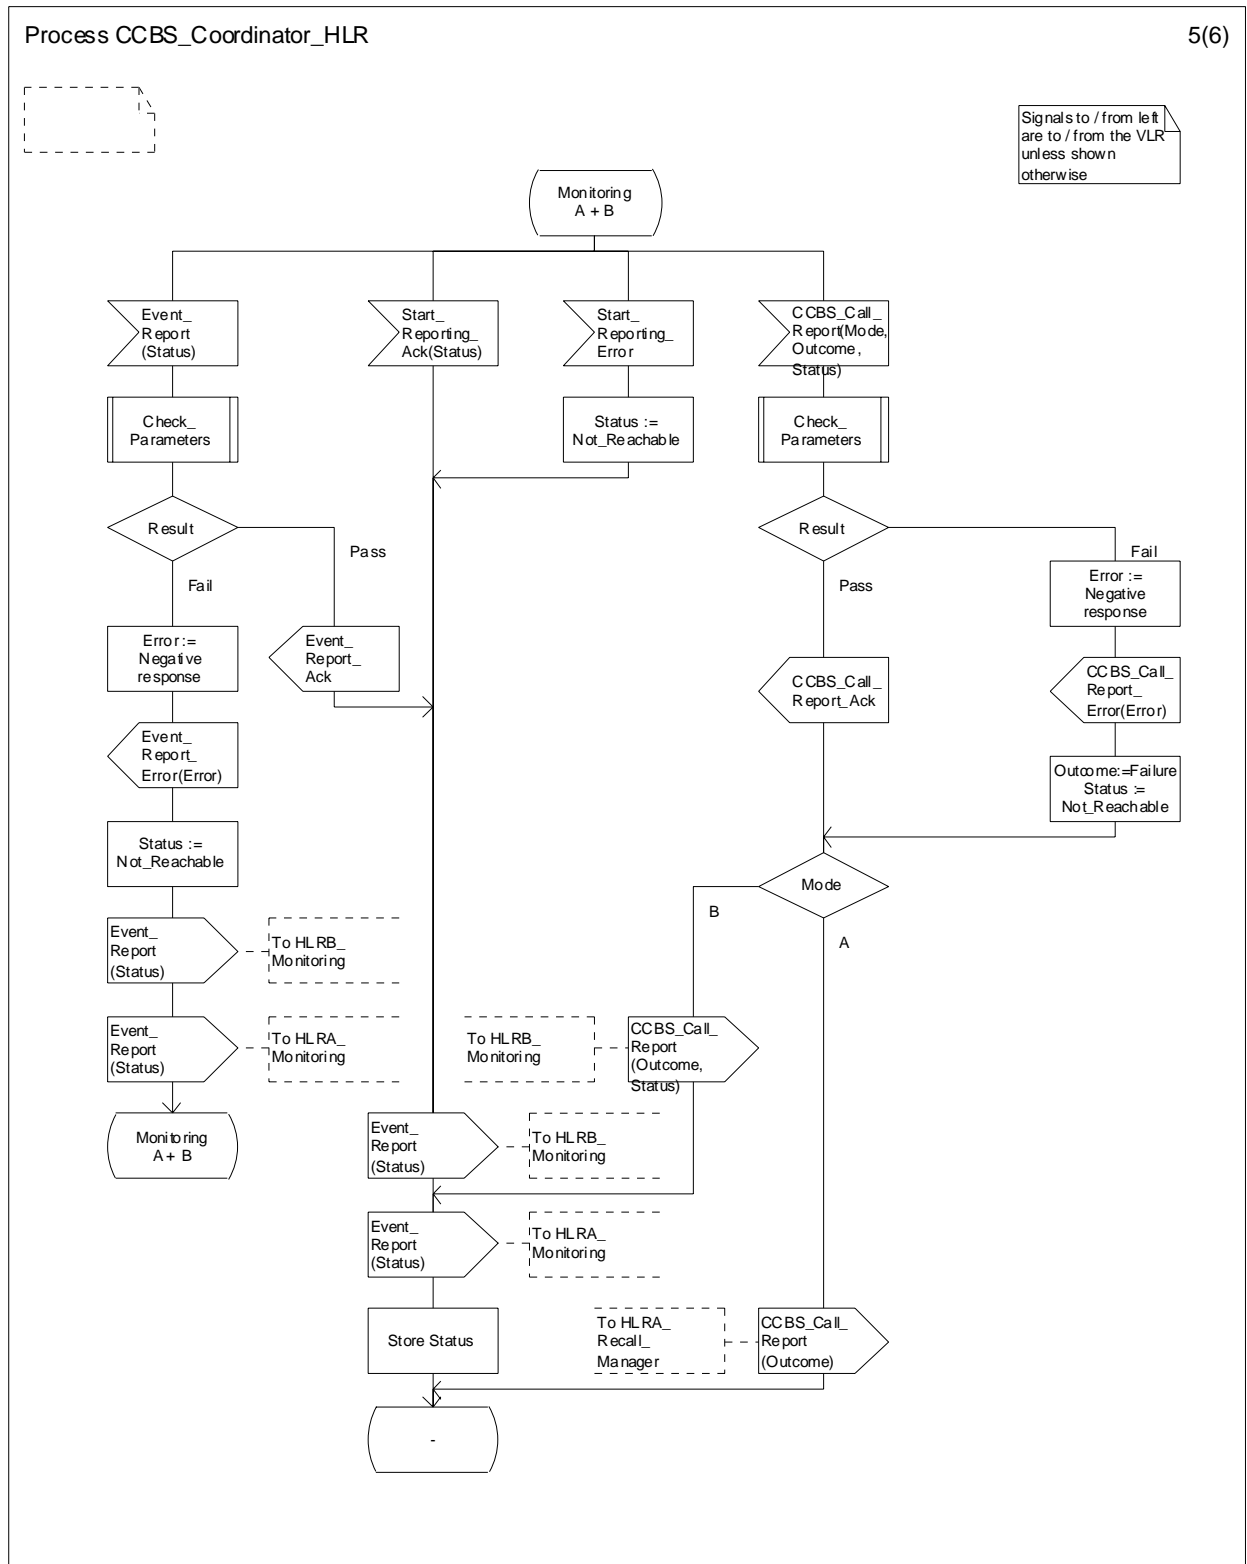 Process CCBS_Coordinator_HLR
5(6)
Signals to / from left
are to / from the VLR
unless shown
otherwise
Monitoring
A + B
Event_
Report
(Status)
Start_
Reporting_
Ack(Status)
Start_
Reporting_
Error
CCBS_Call_
Report(Mode,
Outcome,
Status)
Check_
Parameters
Status :=
Not_Reachable
Check_
Parameters
Result
Pass
Fail
Result
Pass
Fail
Error :=
Negative
response
Event_
Report_
Ack
Error :=
Negative
response
CCBS_Call_
Report_Ack
CCBS_Call_
Report_
Error(Error)
Event_
Report_
Error(Error)
Outcome:=Failure
Status :=
Not_Reachable
Status :=
Not_Reachable
Mode
B
A
Event_
Report
(Status)
To HLRB_
Monitoring
Event_
Report
(Status)
To HLRA_
Monitoring
To HLRB_
Monitoring
CCBS_Call_
Report
(Outcome,
Status)
Monitoring
A + B
Event_
Report
(Status)
To HLRB_
Monitoring
Event_
Report
(Status)
To HLRA_
Monitoring
Store Status
To HLRA_
Recall_
Manager
CCBS_Call_
Report
(Outcome)
-